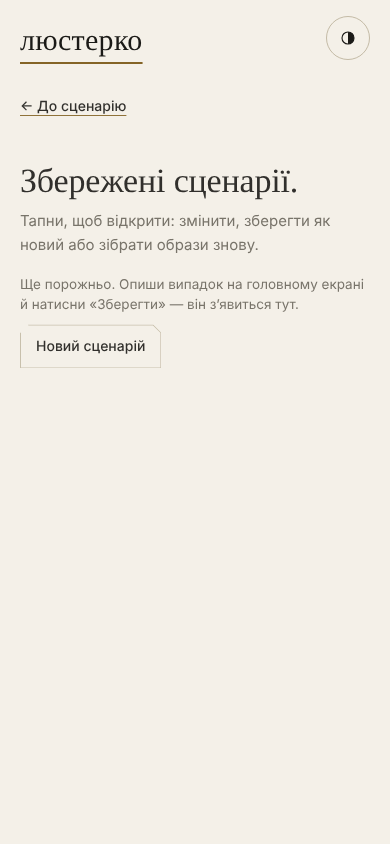 люстерко
← До сценарію
Збережені сценарії.
Тапни, щоб відкрити: змінити, зберегти як
новий або зібрати образи знову.
Ще порожньо. Опиши випадок на головному екрані
й натисни «Зберегти» — він з’явиться тут.
Новий сценарій